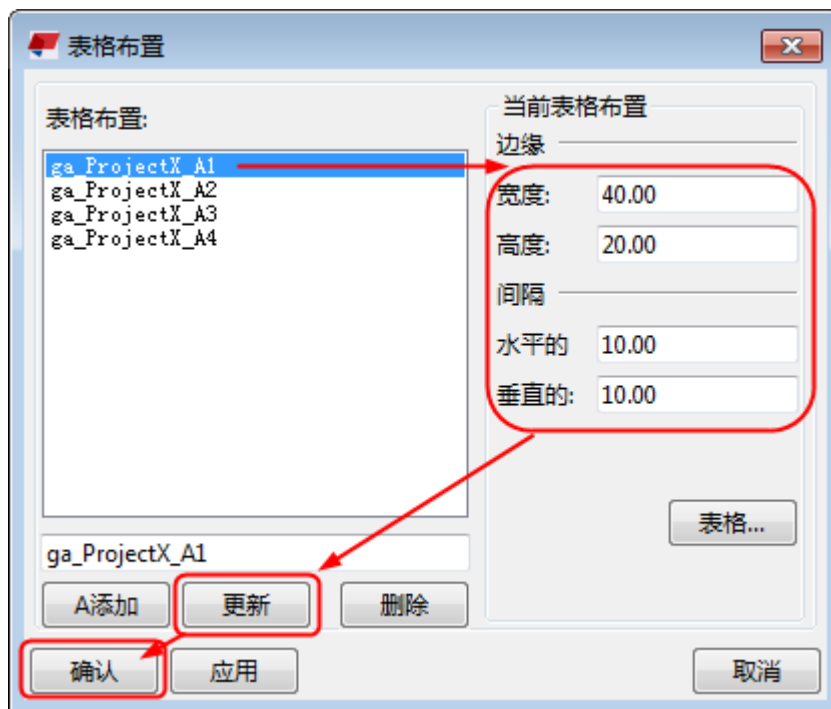 表格布置
表格布置:
ga_ProjectX_A1
ga_ProjectX_A2
ga_ProjectX_A3
ga_ProjectX_A4
ga_ProjectX_A1
A添加
更新
删除
当前表格布置
边缘
宽度:
40.00
高度:
20.00
间隔
水平的
10.00
垂直的:
10.00
表格...
确认
应用
取消